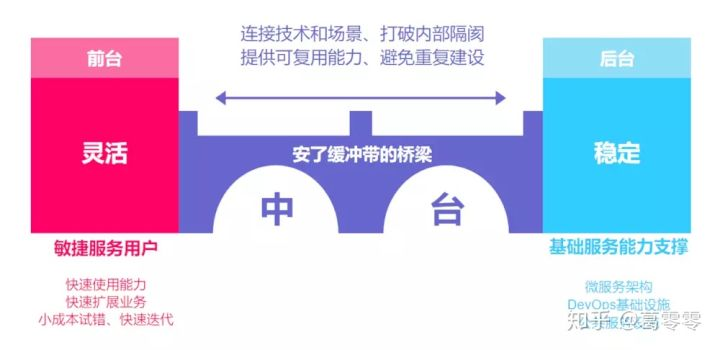 连接技术和场景、打破内部隔阂
提供可复用能力、避免重复建设
前台
后台
灵活
安了缓冲带的桥梁
稳定
中 台
敏捷服务用户
基础服务能力支撑
快速使用能力
快速扩展业务
小成本试错、快速迭代
微服务架构
DevOps基础设施
知乎 @葛零零